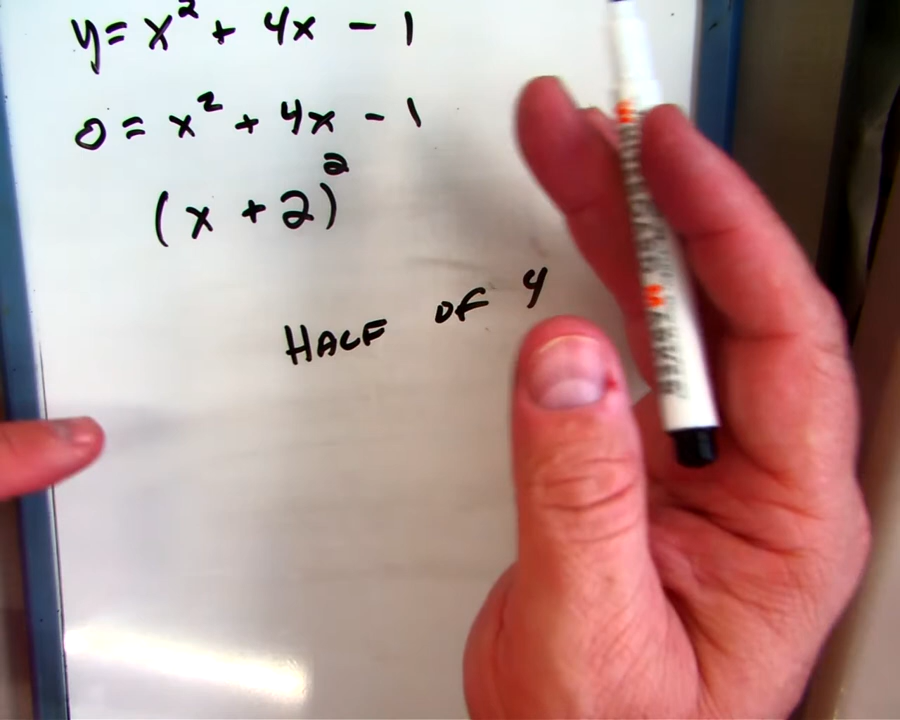 y = x² + 4x - 1
0 = x² + 4x - 1
(x + 2)²
HALF OF 4